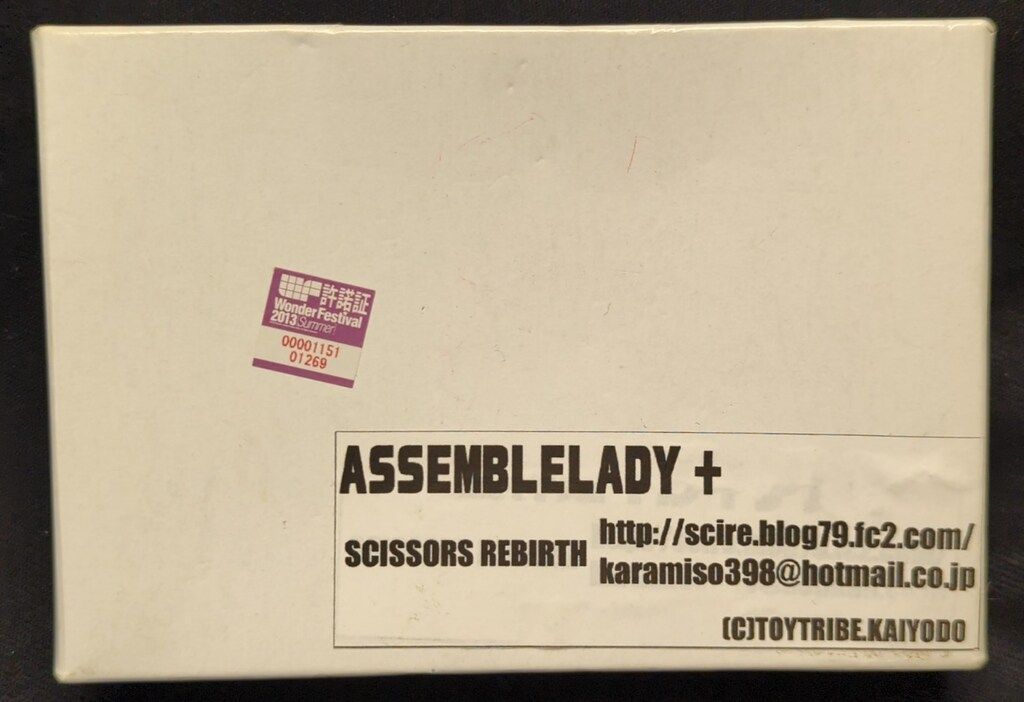 許諾証
Wonder Festival
2013 Summer
00001151
01269
ASSEMBLELADY +
SCISSORS REBIRTH
http://scire.blog79.fc2.com/
karamiso398@hotmail.co.jp
(C)TOYTRIBE.KAIYODO